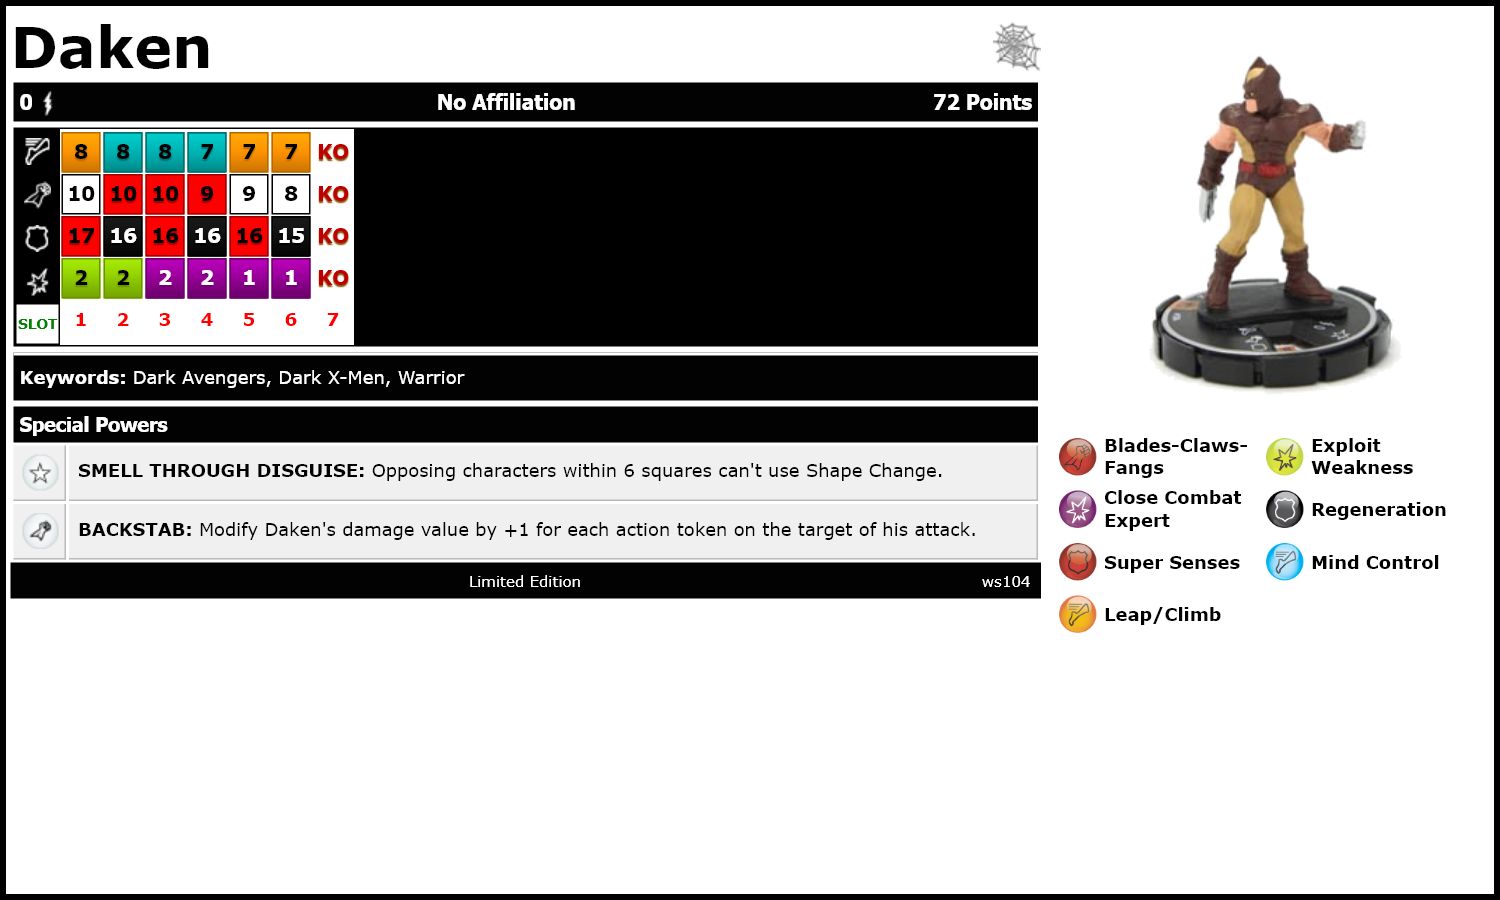 Daken
0 No Affiliation 72 Points
8 8 8 7 7 7 KO
10 10 10 9 9 8 KO
17 16 16 16 16 15 KO
2 2 2 2 1 1 KO
SLOT 1 2 3 4 5 6 7
Keywords: Dark Avengers, Dark X-Men, Warrior
Special Powers
SMELL THROUGH DISGUISE: Opposing characters within 6 squares can't use Shape Change.
BACKSTAB: Modify Daken's damage value by +1 for each action token on the target of his attack.
Limited Edition ws104
Blades-Claws-
Fangs
Exploit
Weakness
Close Combat
Expert
Regeneration
Super Senses
Mind Control
Leap/Climb